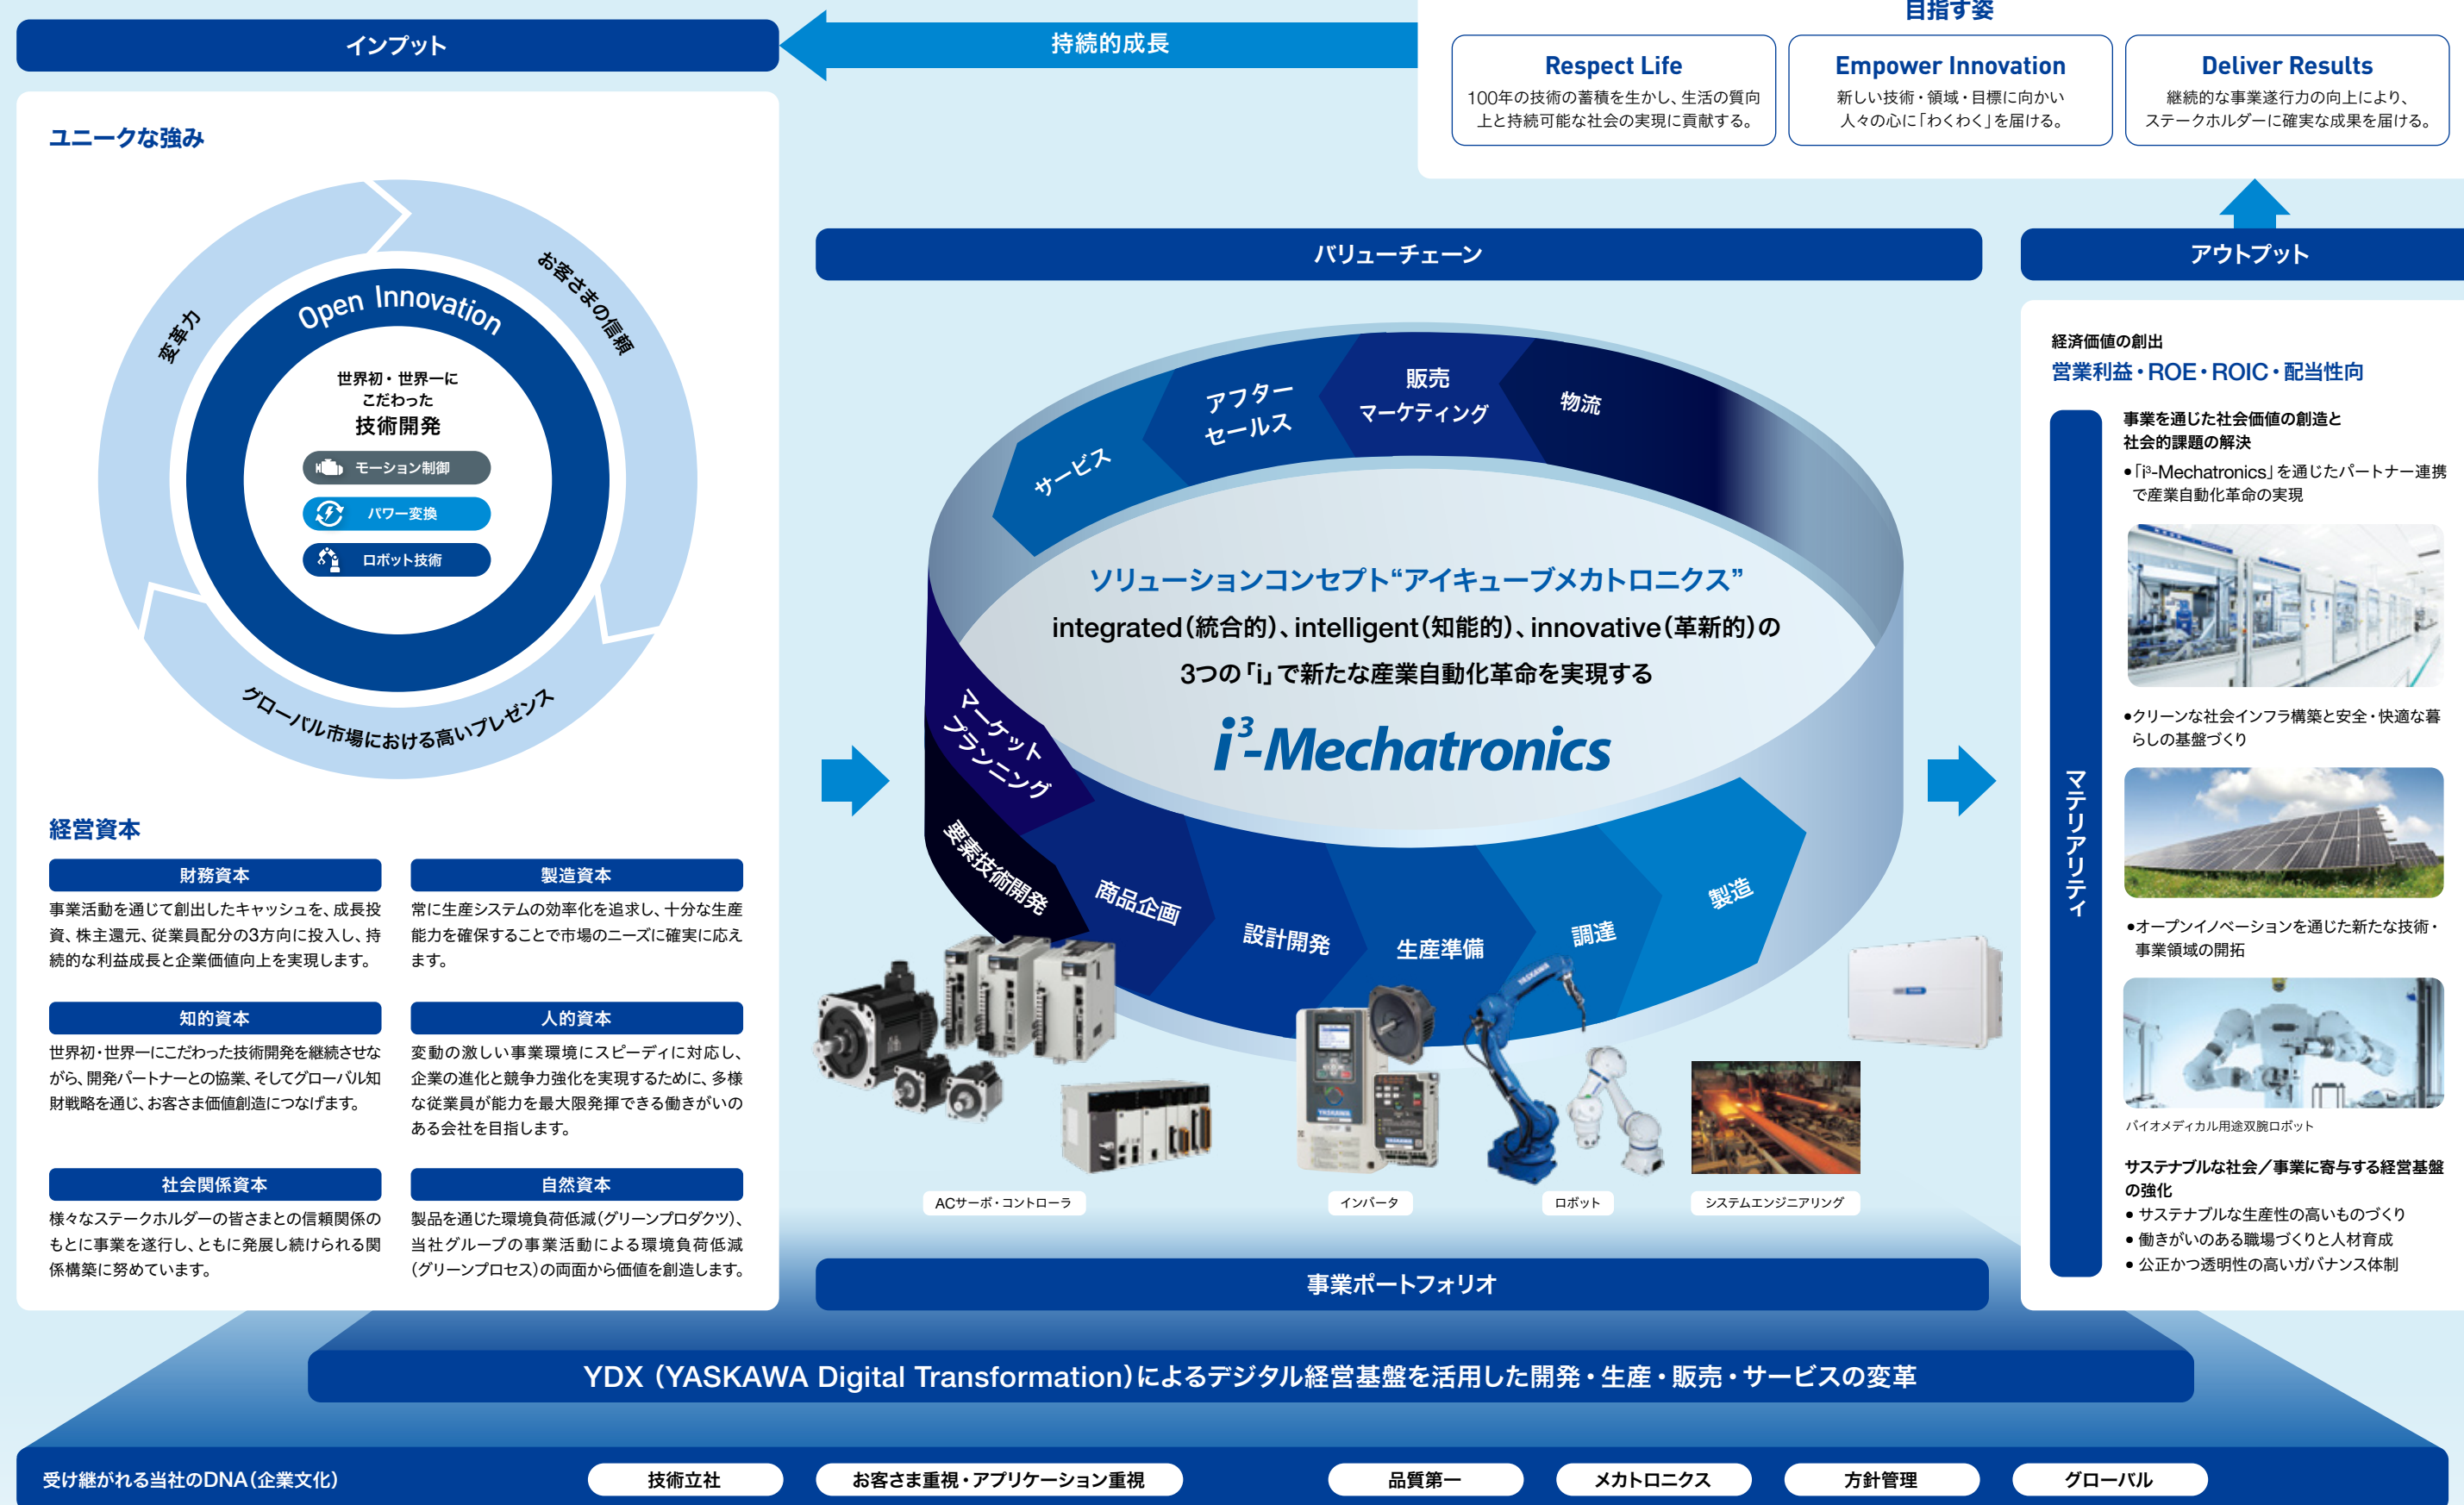 目指す姿
Respect Life
100年の技術の蓄積を生かし、生活の質向
上と持続可能な社会の実現に貢献する。
Empower Innovation
新しい技術・領域・目標に向かい
人々の心に「わくわく」を届ける。
Deliver Results
継続的な事業遂行力の向上により、
ステークホルダーに確実な成果を届ける。
持続的成長
インプット
ユニークな強み
変革力
お客さまの信頼
グローバル市場における高いプレゼンス
Open Innovation
世界初・世界一に
こだわった
技術開発
モーション制御
パワー変換
ロボット技術
経営資本
財務資本
事業活動を通じて創出したキャッシュを、成長投
資、株主還元、従業員配分の3方向に投入し、持
続的な利益成長と企業価値向上を実現します。
製造資本
常に生産システムの効率化を追求し、十分な生産
能力を確保することで市場のニーズに確実に応え
ます。
知的資本
世界初・世界一にこだわった技術開発を継続させな
がら、開発パートナーとの協業、そしてグローバル知
財戦略を通じ、お客さま価値創造につなげます。
人的資本
変動の激しい事業環境にスピーディに対応し、
企業の進化と競争力強化を実現するために、多様
な従業員が能力を最大限発揮できる働きがいの
ある会社を目指します。
社会関係資本
様々なステークホルダーの皆さまとの信頼関係の
もとに事業を遂行し、ともに発展し続けられる関
係構築に努めています。
自然資本
製品を通じた環境負荷低減(グリーンプロダクツ)、
当社グループの事業活動による環境負荷低減
(グリーンプロセス)の両面から価値を創造します。
バリューチェーン
サービス
アフター
セールス
販売
マーケティング
物流
ソリューションコンセプト“アイキューブメカトロニクス”
integrated(統合的)、intelligent(知能的)、innovative(革新的)の
3つの「i」で新たな産業自動化革命を実現する
i³-Mechatronics
マーケット
プランニング
要素技術開発
商品企画
設計開発
生産準備
調達
製造
YASKAWA
YASKAWA
YASKAWA
ACサーボ・コントローラ
インバータ
ロボット
システムエンジニアリング
事業ポートフォリオ
アウトプット
経済価値の創出
営業利益・ROE・ROIC・配当性向
マテリアリティ
事業を通じた社会価値の創造と
社会的課題の解決
●「i³-Mechatronics」を通じたパートナー連携
で産業自動化革命の実現
●クリーンな社会インフラ構築と安全・快適な暮
らしの基盤づくり
●オープンイノベーションを通じた新たな技術・
事業領域の開拓
バイオメディカル用途双腕ロボット
サステナブルな社会/事業に寄与する経営基盤
の強化
● サステナブルな生産性の高いものづくり
● 働きがいのある職場づくりと人材育成
● 公正かつ透明性の高いガバナンス体制
YDX(YASKAWA Digital Transformation)によるデジタル経営基盤を活用した開発・生産・販売・サービスの変革
受け継がれる当社のDNA(企業文化)
技術立社
お客さま重視・アプリケーション重視
品質第一
メカトロニクス
方針管理
グローバル